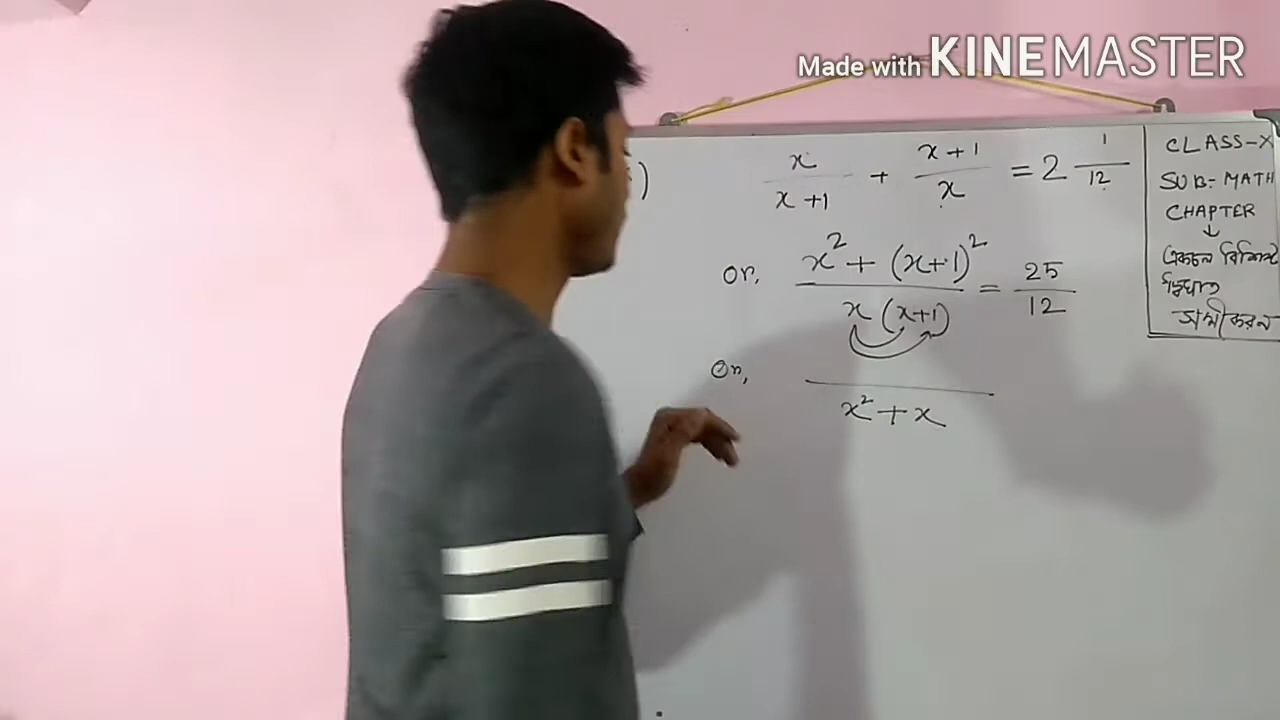 Made with KINEMASTER
)
x/(x+1) + (x+1)/x = 2 1/12
Or, (x² + (x+1)²)/(x(x+1)) = 25/12
Or, /(x² + x)
CLASS-X
SUB-MATH
CHAPTER
↓
একচল বিশিষ্ট
দ্বিঘাত
সমীকরন